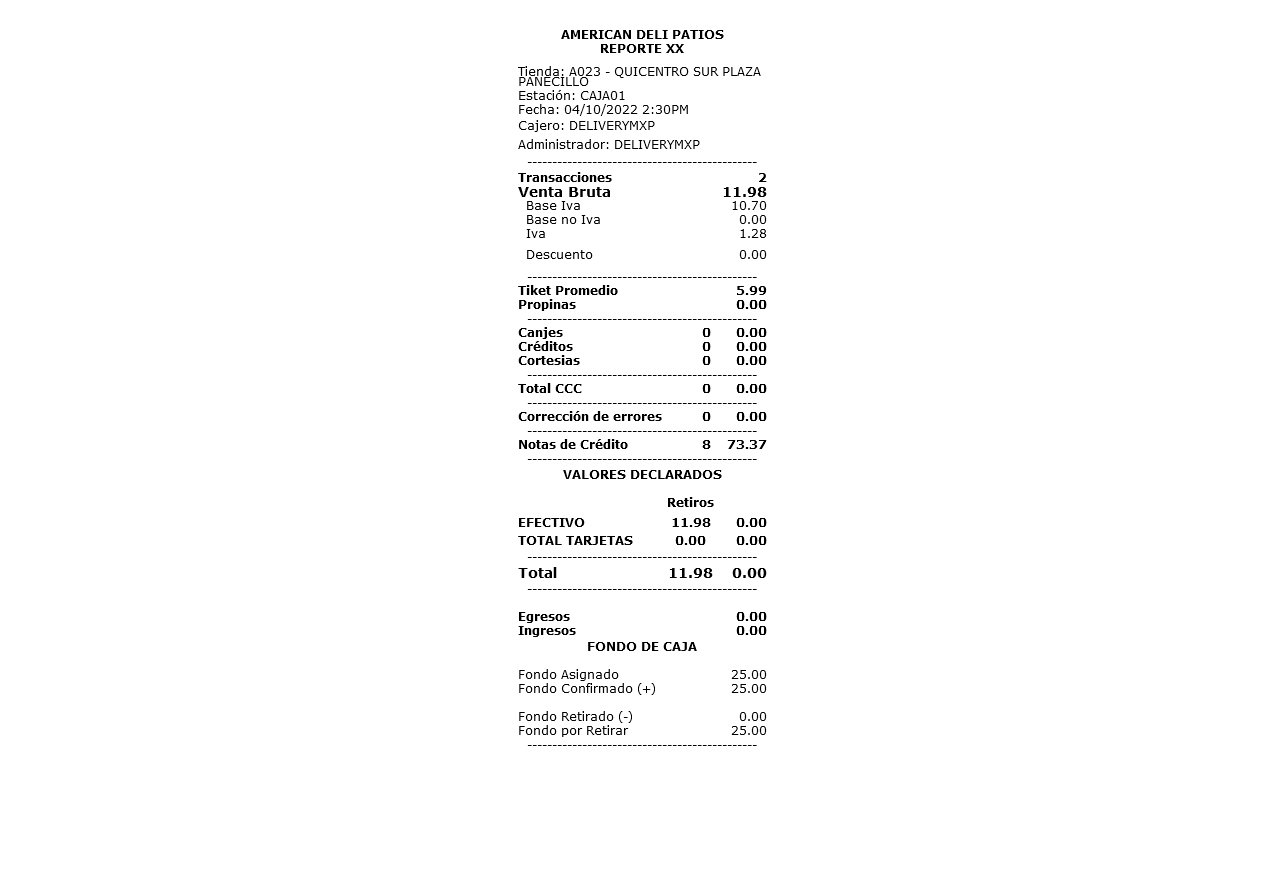 AMERICAN DELI PATIOS
REPORTE XX
Tienda: A023 - QUICENTRO SUR PLAZA
PANECILLO
Estación: CAJA01
Fecha: 04/10/2022 2:30PM
Cajero: DELIVERYMXP
Administrador: DELIVERYMXP
----------------------------------------------
Transacciones 2
Venta Bruta 11.98
Base Iva 10.70
Base no Iva 0.00
Iva 1.28
Descuento 0.00
----------------------------------------------
Tiket Promedio 5.99
Propinas 0.00
----------------------------------------------
Canjes 0 0.00
Créditos 0 0.00
Cortesias 0 0.00
----------------------------------------------
Total CCC 0 0.00
----------------------------------------------
Corrección de errores 0 0.00
----------------------------------------------
Notas de Crédito 8 73.37
----------------------------------------------
VALORES DECLARADOS
Retiros
EFECTIVO 11.98 0.00
TOTAL TARJETAS 0.00 0.00
----------------------------------------------
Total 11.98 0.00
----------------------------------------------
Egresos 0.00
Ingresos 0.00
FONDO DE CAJA
Fondo Asignado 25.00
Fondo Confirmado (+) 25.00
Fondo Retirado (-) 0.00
Fondo por Retirar 25.00
----------------------------------------------